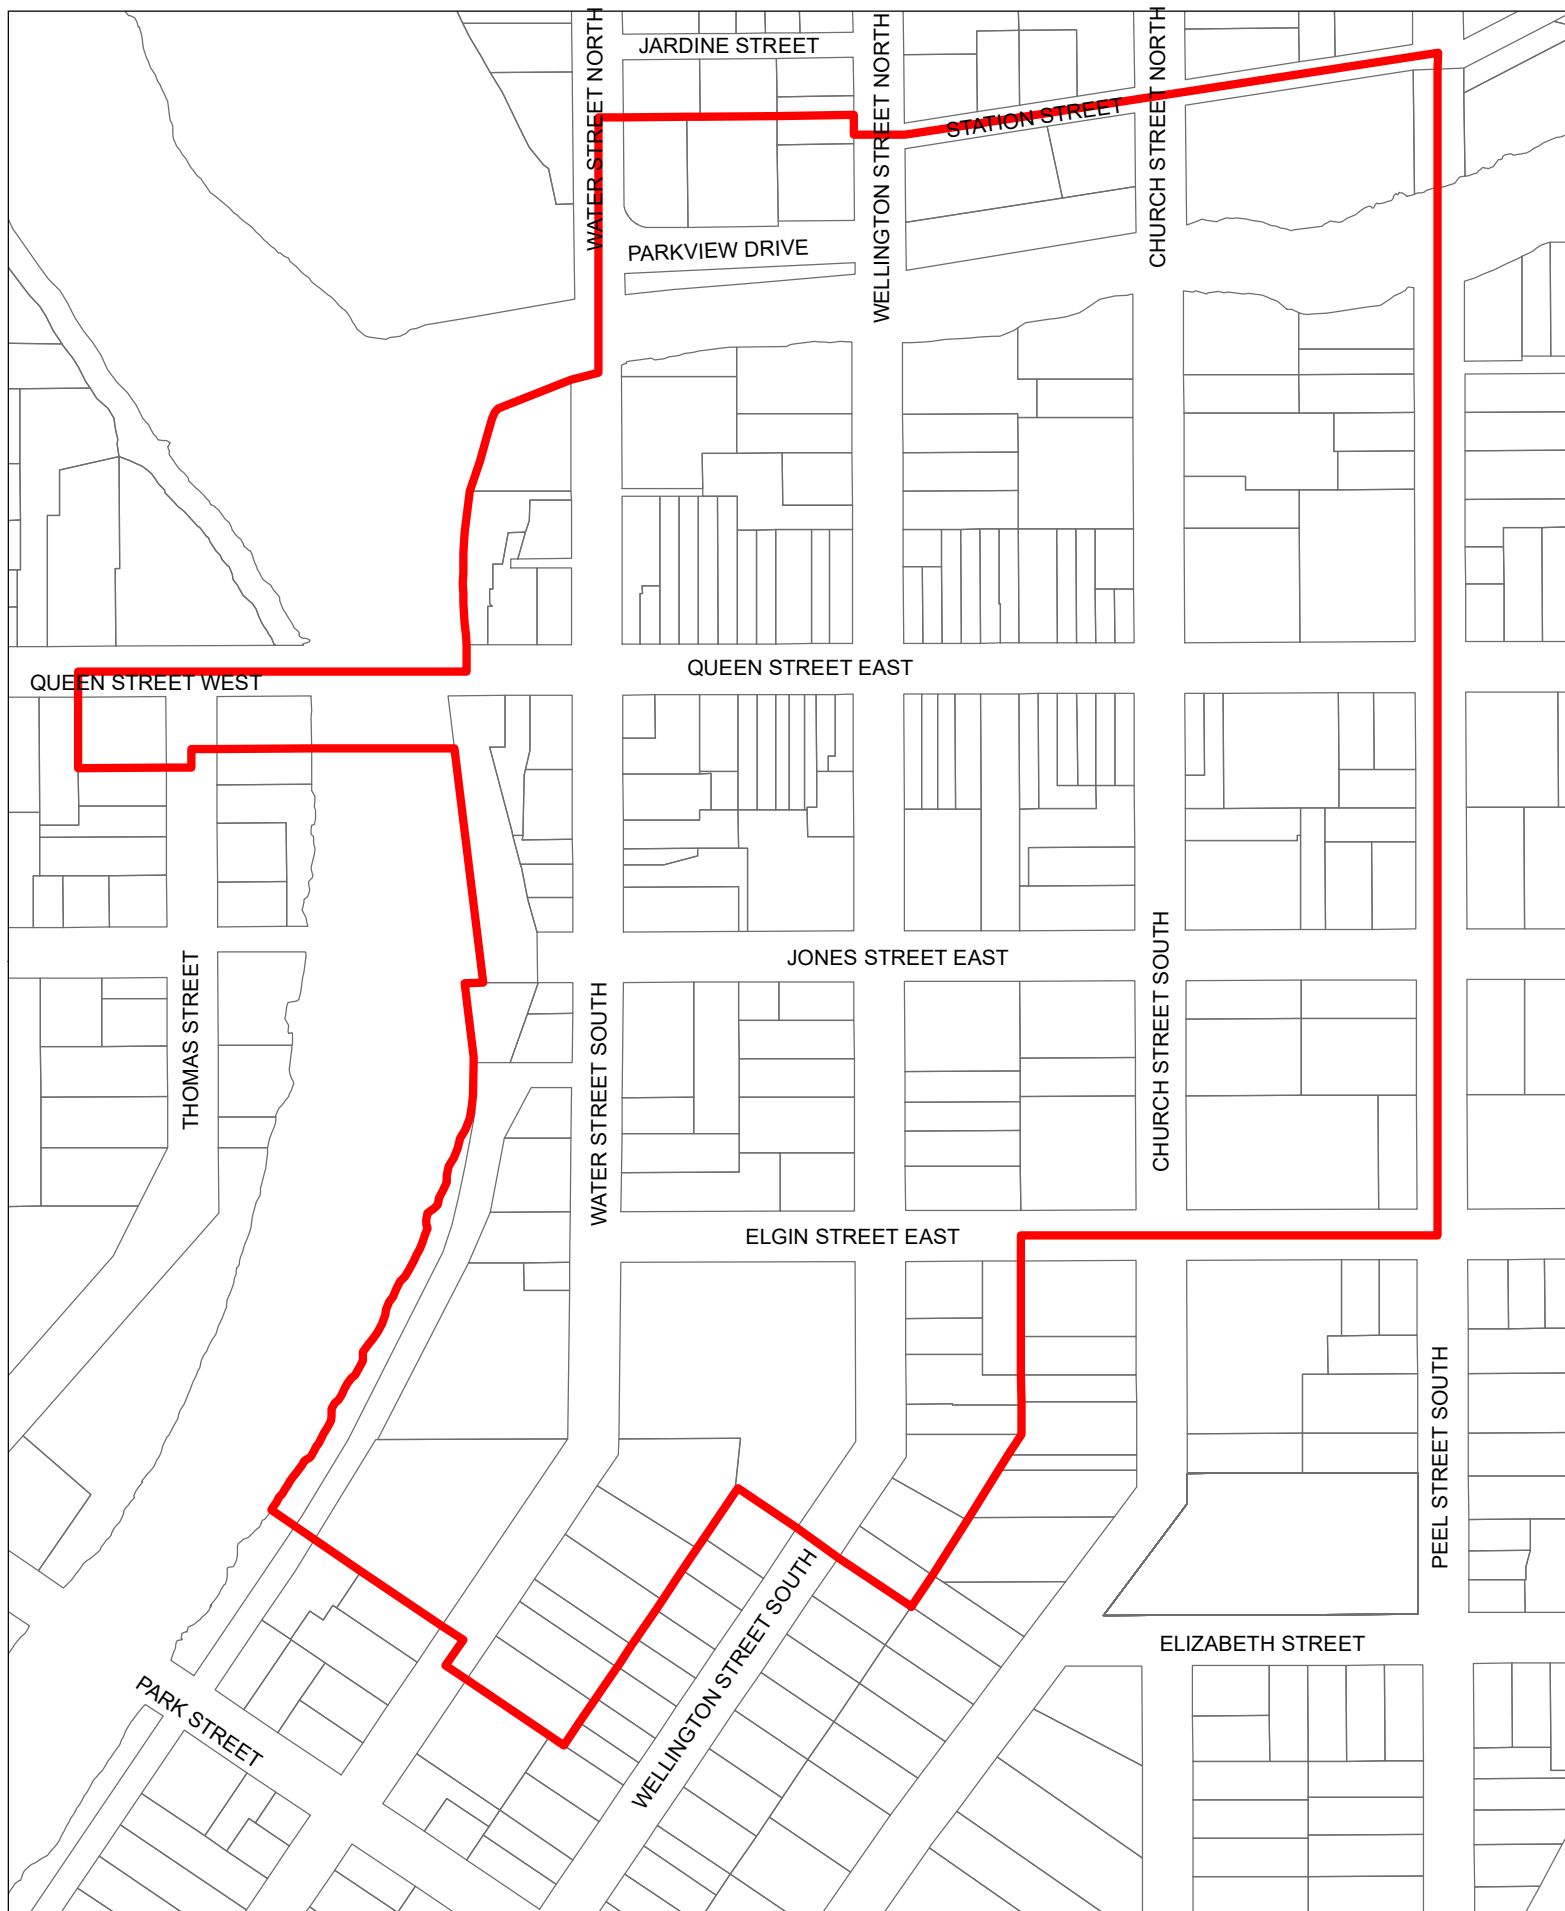 JARDINE STREET
WATER STREET NORTH
WELLINGTON STREET NORTH
CHURCH STREET NORTH
STATION STREET
PARKVIEW DRIVE
QUEEN STREET EAST
QUEEN STREET WEST
JONES STREET EAST
THOMAS STREET
WATER STREET SOUTH
CHURCH STREET SOUTH
ELGIN STREET EAST
PEEL STREET SOUTH
WELLINGTON STREET SOUTH
ELIZABETH STREET
PARK STREET